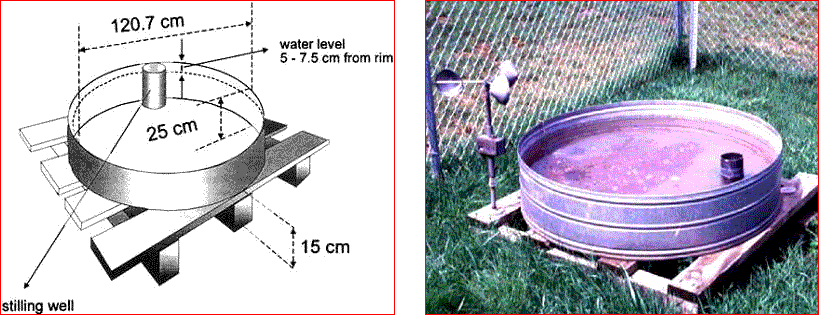 120.7 cm
water level
5 - 7.5 cm from rim
25 cm
15 cm
stilling well